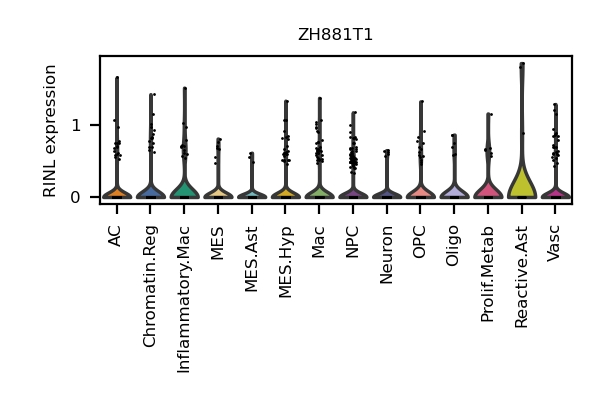 ZH881T1
RINL expression
1
0
AC
Chromatin.Reg
Inflammatory.Mac
MES
MES.Ast
MES.Hyp
Mac
NPC
Neuron
OPC
Oligo
Prolif.Metab
Reactive.Ast
Vasc